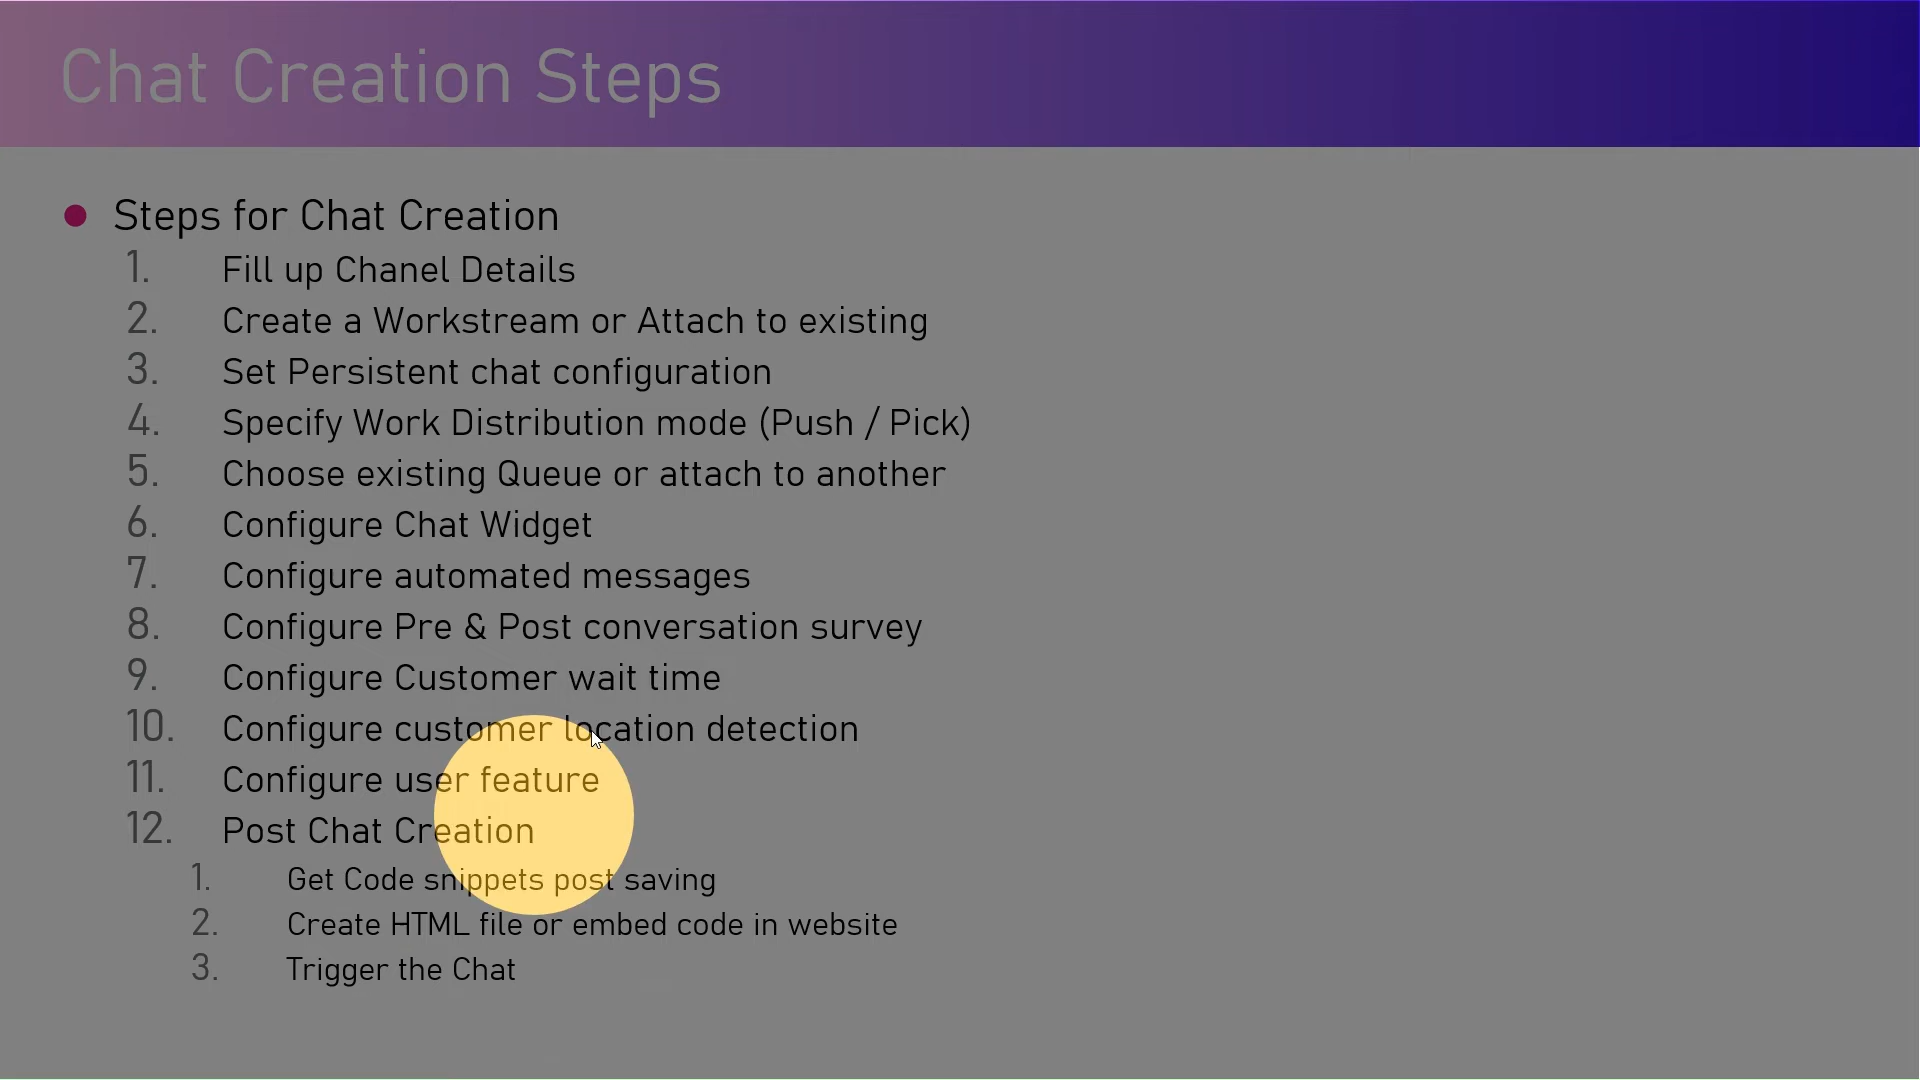 Chat Creation Steps
● Steps for Chat Creation
1. Fill up Chanel Details
2. Create a Workstream or Attach to existing
3. Set Persistent chat configuration
4. Specify Work Distribution mode (Push / Pick)
5. Choose existing Queue or attach to another
6. Configure Chat Widget
7. Configure automated messages
8. Configure Pre & Post conversation survey
9. Configure Customer wait time
10. Configure customer location detection
11. Configure user feature
12. Post Chat Creation
1. Get Code snippets post saving
2. Create HTML file or embed code in website
3. Trigger the Chat